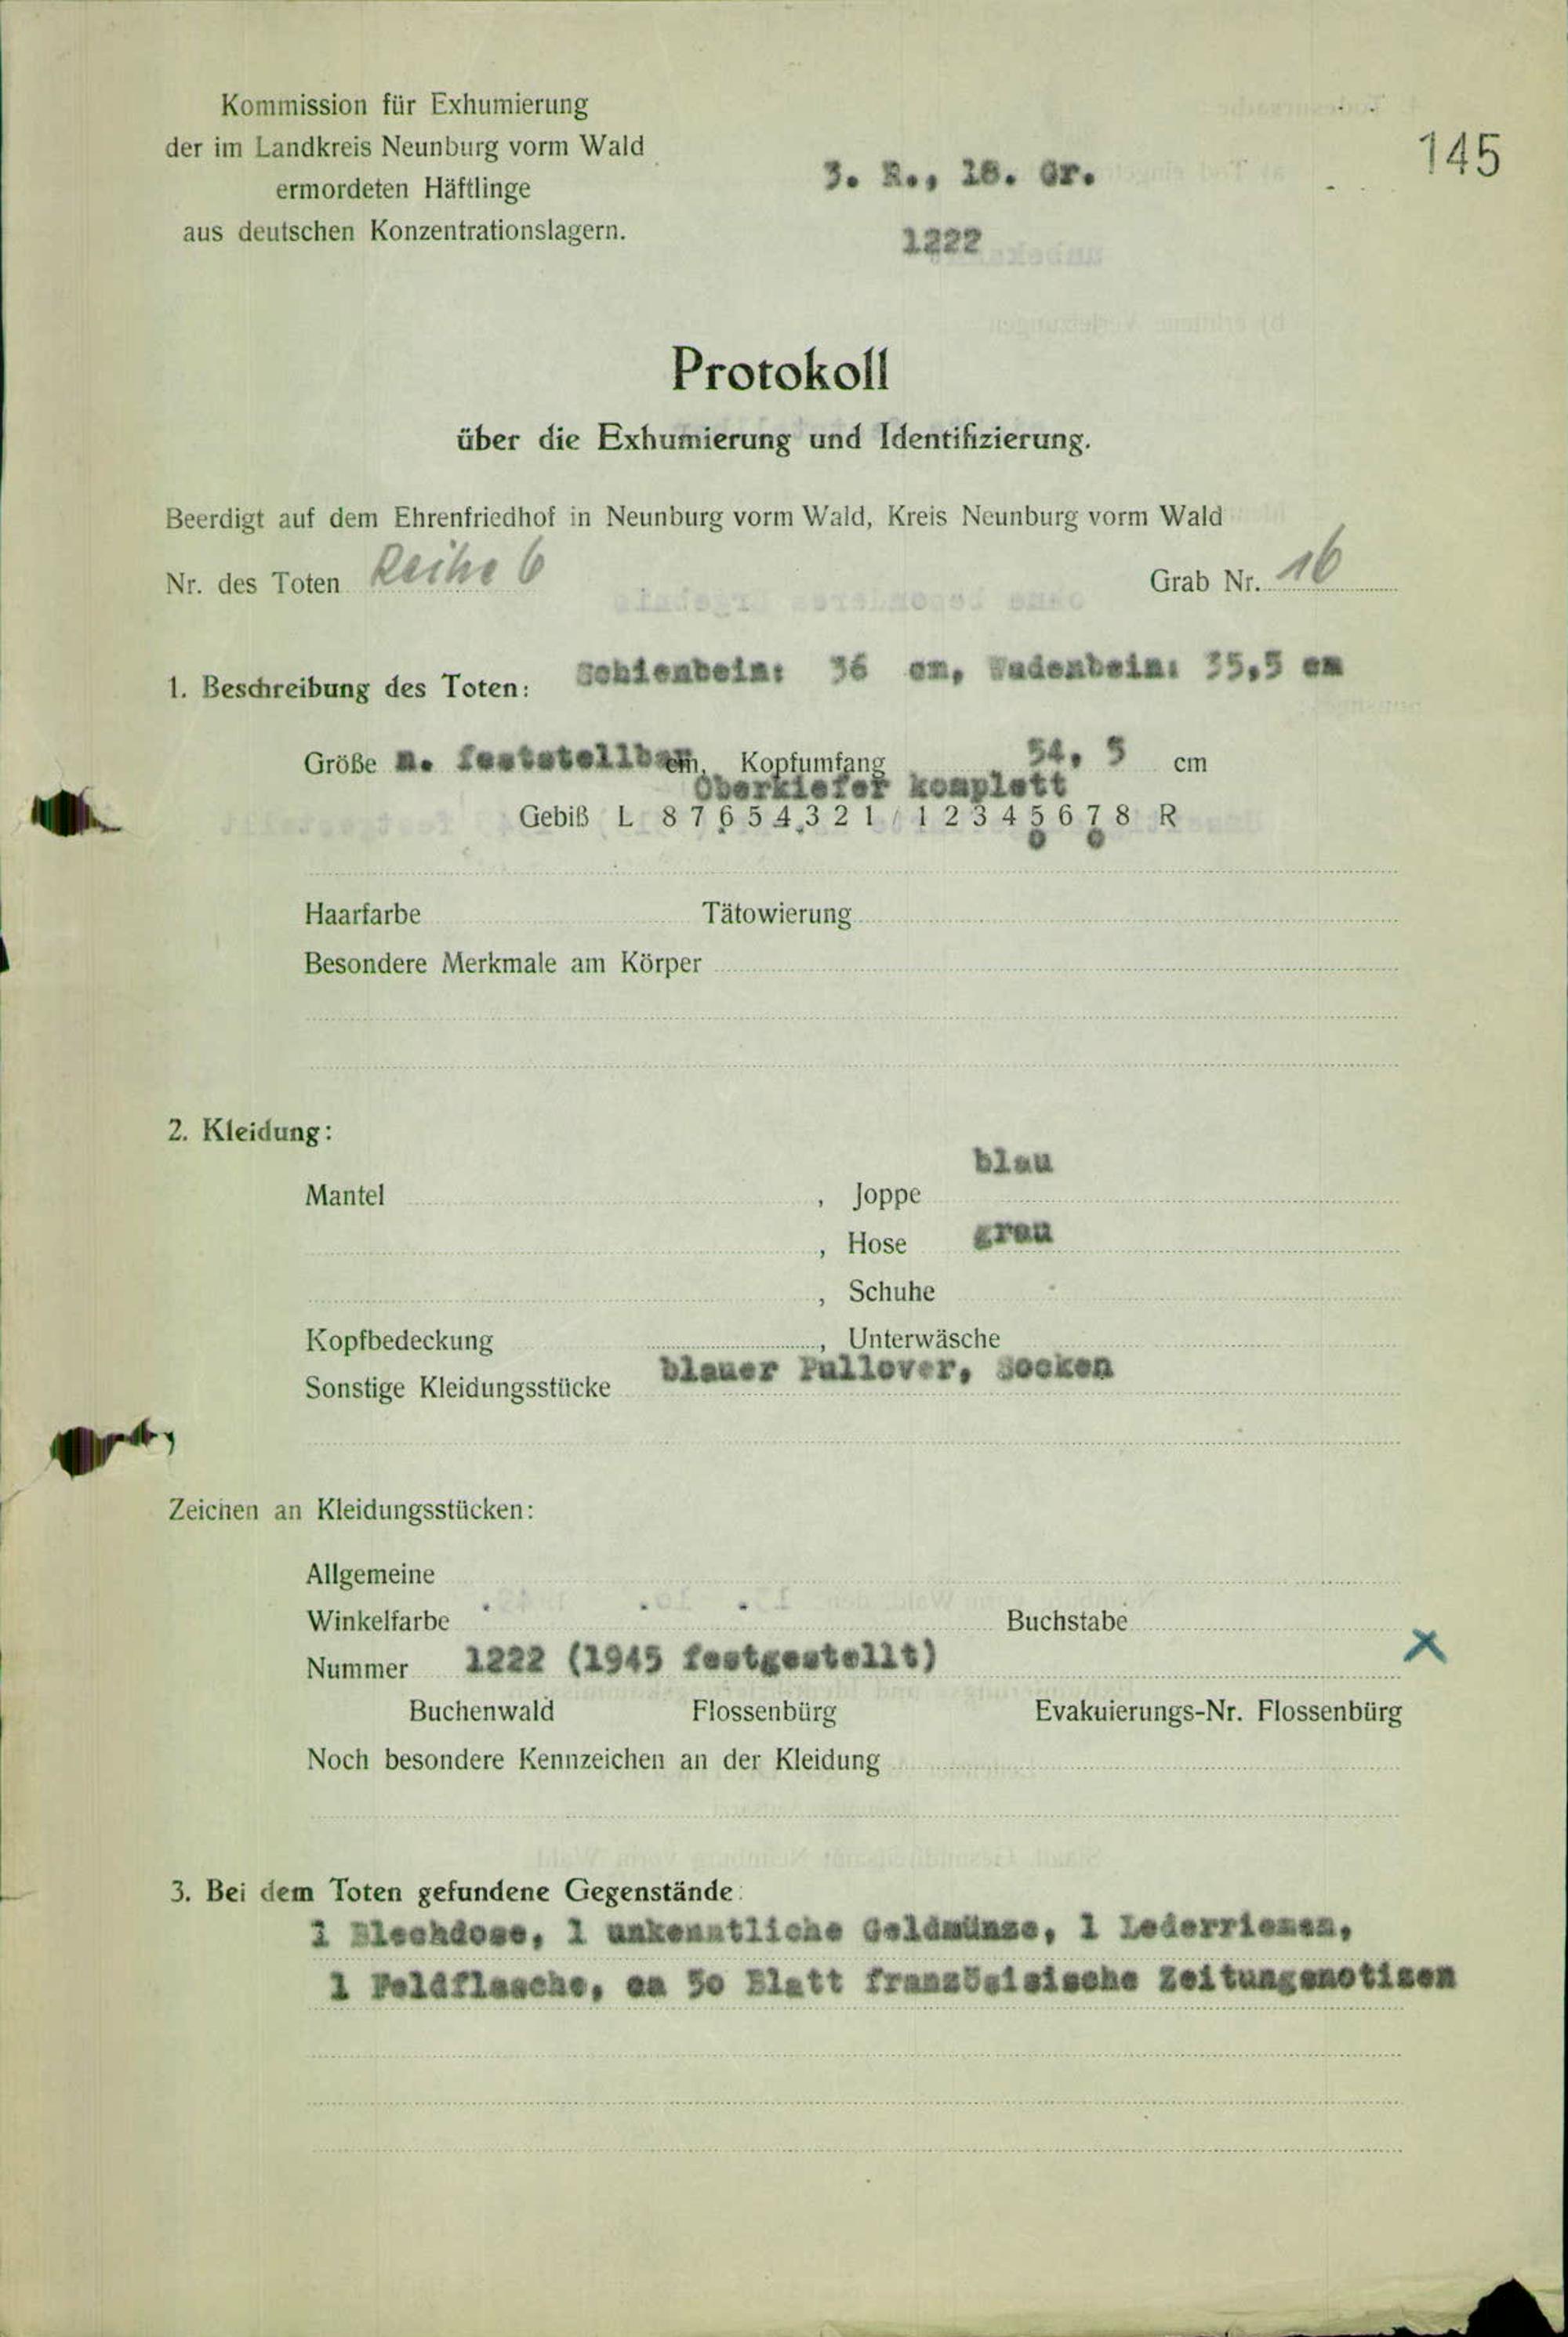 Kommission für Exhumierung
der im Landkreis Neunburg vorm Wald
ermordeten Häftlinge
aus deutschen Konzentrationslagern.
3. R., 18. Gr.
1222
145
Protokoll
über die Exhumierung und Identifizierung.
Beerdigt auf dem Ehrenfriedhof in Neunburg vorm Wald, Kreis Neunburg vorm Wald
Nr. des Toten Reihe 6 Grab Nr. 16
1. Beschreibung des Toten: Schienbein: 36 cm, Wadenbein: 35,5 cm
Größe n. feststellbar cm, Kopfumfang 54, 5 cm
Oberkiefer komplett
Gebiß L 8 7 6 5 4 3 2 1 / 1 2 3 4 5 6 7 8 R
o o
Haarfarbe Tätowierung
Besondere Merkmale am Körper
2. Kleidung:
Mantel , Joppe blau
, Hose grau
, Schuhe
Kopfbedeckung , Unterwäsche
Sonstige Kleidungsstücke blauer Pullover, Socken
Zeichen an Kleidungsstücken:
Allgemeine
Winkelfarbe Buchstabe
Nummer 1222 (1945 festgestellt) x
Buchenwald Flossenbürg Evakuierungs-Nr. Flossenbürg
Noch besondere Kennzeichen an der Kleidung
3. Bei dem Toten gefundene Gegenstände:
1 Blechdose, 1 unkenntliche Geldmünze, 1 Lederriemen,
1 Feldflasche, ca 50 Blatt französisische Zeitungsnotizen